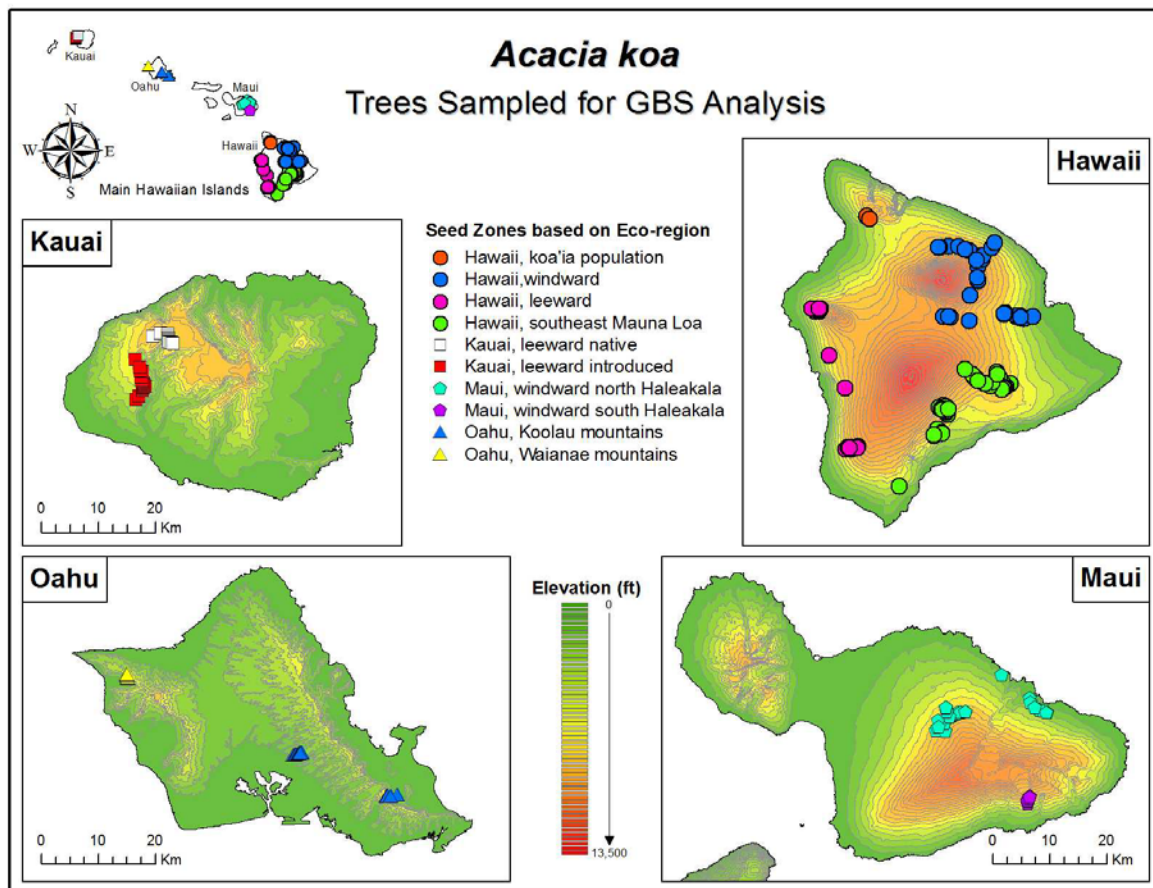 Acacia koa
Trees Sampled for GBS Analysis
Kauai
Oahu
Maui
Hawaii
N
W E
S
Main Hawaiian Islands
Kauai
0 10 20
Km
Seed Zones based on Eco-region
Hawaii, koa'ia population
Hawaii,windward
Hawaii, leeward
Hawaii, southeast Mauna Loa
Kauai, leeward native
Kauai, leeward introduced
Maui, windward north Haleakala
Maui, windward south Haleakala
Oahu, Koolau mountains
Oahu, Waianae mountains
Hawaii
Oahu
0 10 20
Km
Elevation (ft)
0
13,500
Maui
0 10 20
Km